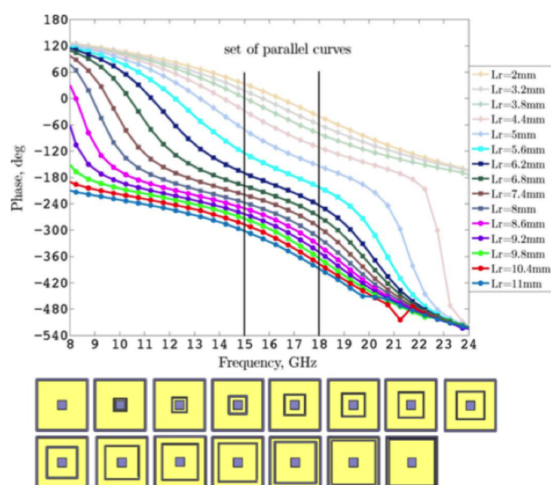 180
120
60
0
-60
-120
-180
-240
-300
-360
-420
-480
-540
Phase, deg
set of parallel curves
8 9 10 11 12 13 14 15 16 17 18 19 20 21 22 23 24
Frequency, GHz
Lr=2mm
Lr=3.2mm
Lr=3.8mm
Lr=4.4mm
Lr=5mm
Lr=5.6mm
Lr=6.2mm
Lr=6.8mm
Lr=7.4mm
Lr=8mm
Lr=8.6mm
Lr=9.2mm
Lr=9.8mm
Lr=10.4mm
Lr=11mm